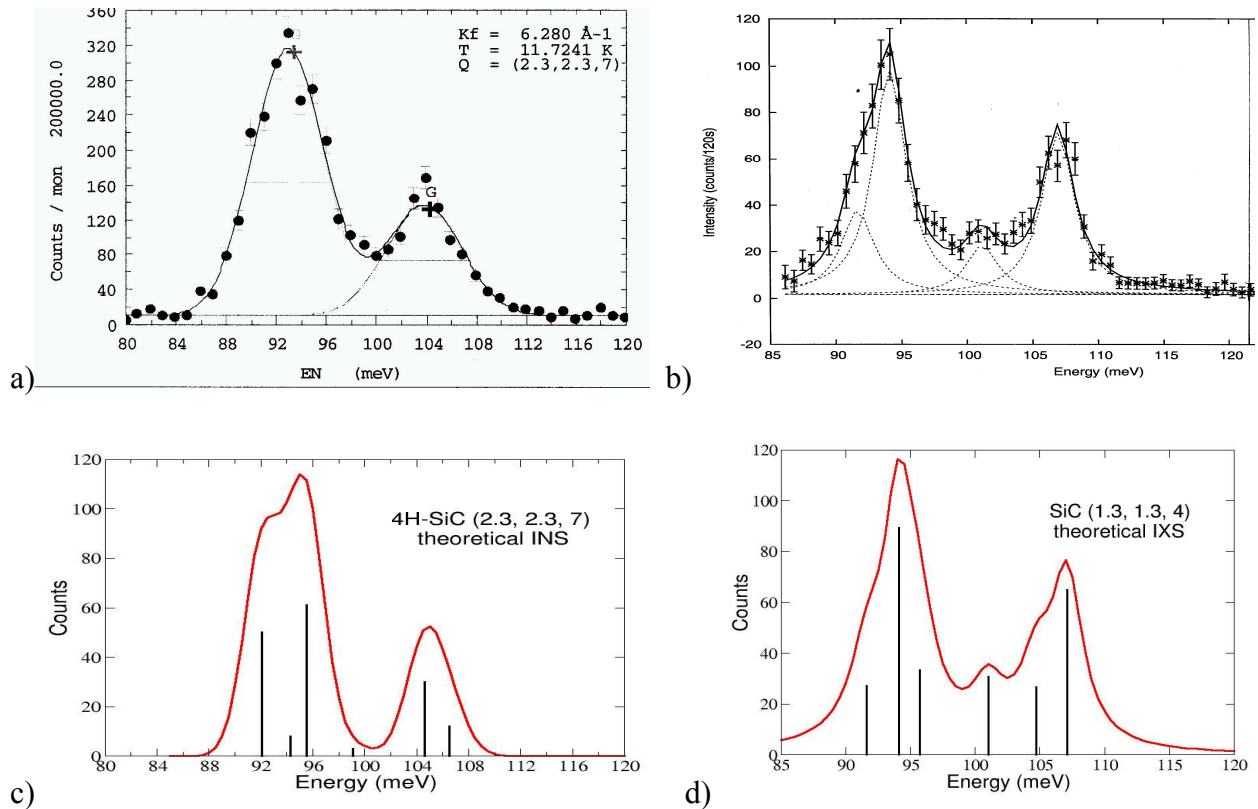 360
320
280
240
200
160
120
80
40
0
80 88 96 104 112 120
Counts / mon 200000.0
EN (meV)
Kf = 6.280 Å-1
T = 11.7241 K
Q = (2.3,2.3,7)
G
a)
120
100
80
60
40
20
0
-20
85 90 95 100 105 110 115 120
Intensity (counts/120s)
Energy (meV)
b)
120
100
80
60
40
20
0
80 84 88 92 96 100 104 108 112 116 120
Counts
Energy (meV)
4H-SiC (2.3, 2.3, 7)
theoretical INS
c)
120
100
80
60
40
20
0
85 90 95 100 105 110 115 120
Counts
Energy (meV)
SiC (1.3, 1.3, 4)
theoretical IXS
d)